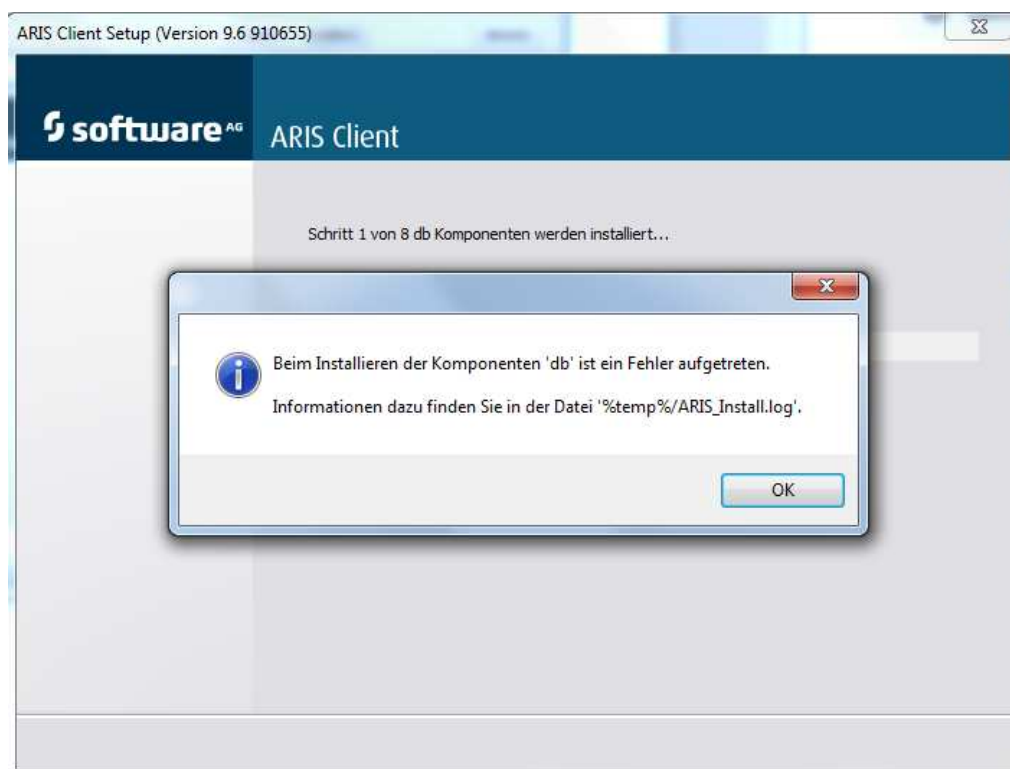 ARIS Client Setup (Version 9.6 910655)
software AG
ARIS Client
Schritt 1 von 8 db Komponenten werden installiert...
Beim Installieren der Komponenten 'db' ist ein Fehler aufgetreten.
Informationen dazu finden Sie in der Datei '%temp%/ARIS_Install.log'.
OK